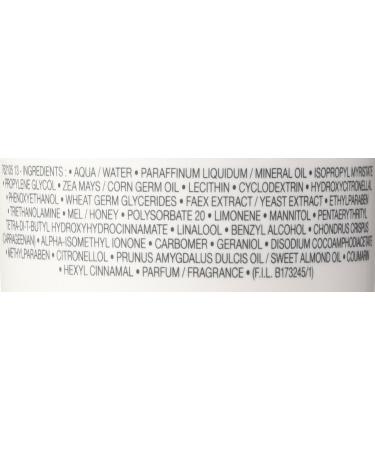 762105 13 - INGREDIENTS : • AQUA / WATER • PARAFFINUM LIQUIDUM / MINERAL OIL • ISOPROPYL MYRISTATE
• PROPYLENE GLYCOL • ZEA MAYS / CORN GERM OIL • LECITHIN • CYCLODEXTRIN • HYDROXYCITRONELLAL
• PHENOXYETHANOL • WHEAT GERM GLYCERIDES • FAEX EXTRACT / YEAST EXTRACT • ETHYLPARABEN
• TRIETHANOLAMINE • MEL / HONEY • POLYSORBATE 20 • LIMONENE • MANNITOL • PENTAERYTHRITYL
TETRA-DI-T-BUTYL HYDROXYHYDROCINNAMATE • LINALOOL • BENZYL ALCOHOL • CHONDRUS CRISPUS
(CARRAGEENAN) • ALPHA-ISOMETHYL IONONE • CARBOMER • GERANIOL • DISODIUM COCOAMPHODIACETATE
• METHYLPARABEN • CITRONELLOL • PRUNUS AMYGDALUS DULCIS OIL / SWEET ALMOND OIL • COUMARIN
• HEXYL CINNAMAL • PARFUM / FRAGRANCE • (F.I.L. B173245/1)